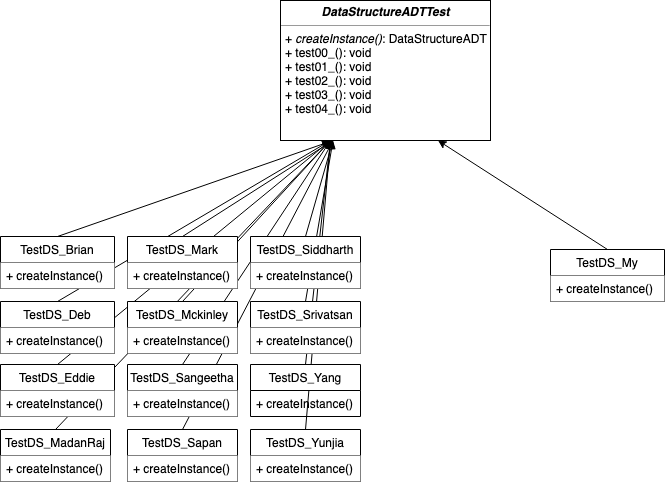 DataStructureADTTest
+ createInstance(): DataStructureADT
+ test00_(): void
+ test01_(): void
+ test02_(): void
+ test03_(): void
+ test04_(): void
TestDS_Brian
+ createInstance()
TestDS_Mark
+ createInstance()
TestDS_Siddharth
+ createInstance()
TestDS_My
+ createInstance()
TestDS_Deb
+ createInstance()
TestDS_Mckinley
+ createInstance()
TestDS_Srivatsan
+ createInstance()
TestDS_Eddie
+ createInstance()
TestDS_Sangeetha
+ createInstance()
TestDS_Yang
+ createInstance()
TestDS_MadanRaj
+ createInstance()
TestDS_Sapan
+ createInstance()
TestDS_Yunjia
+ createInstance()